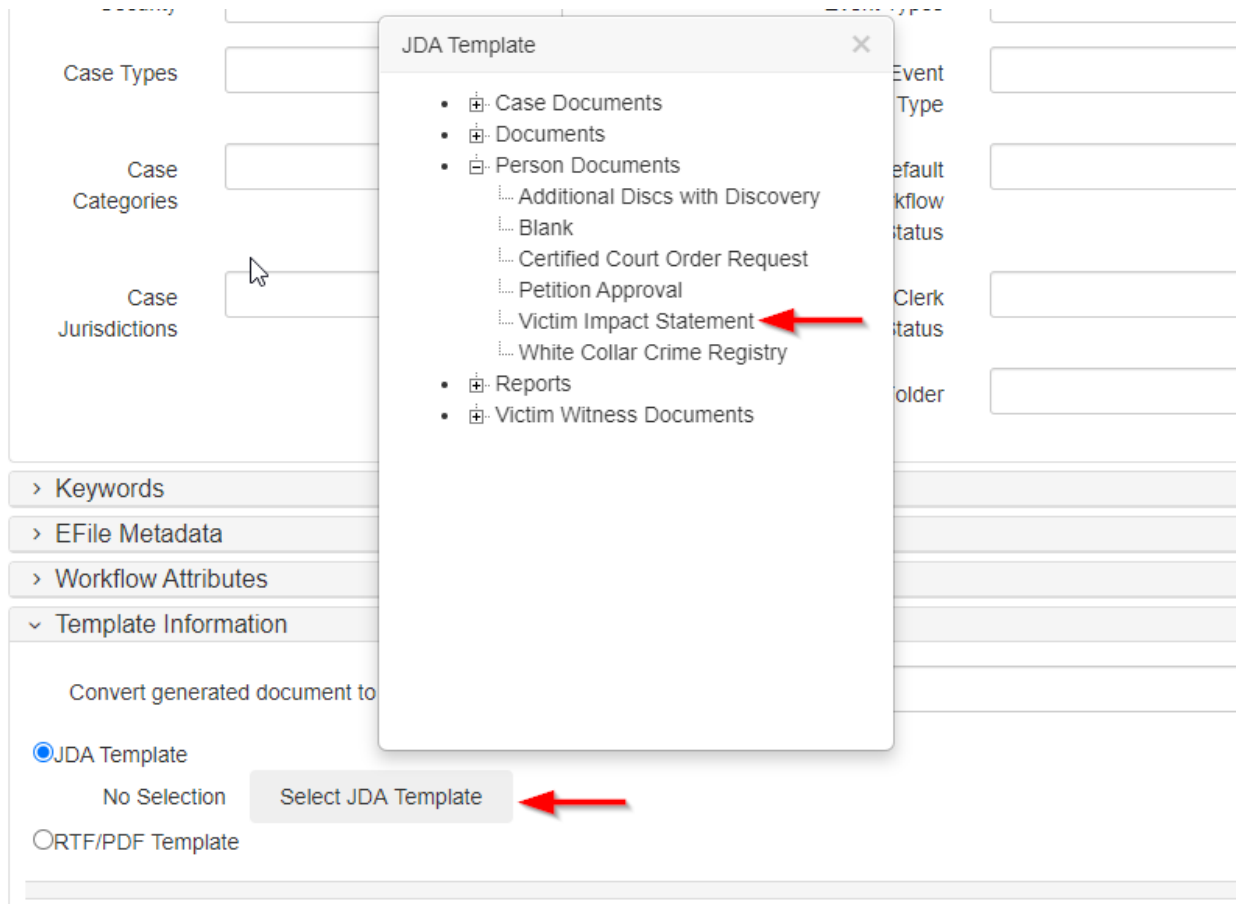 Case Types
Case
Categories
Case
Jurisdictions
JDA Template
Case Documents
Documents
Person Documents
Additional Discs with Discovery
Blank
Certified Court Order Request
Petition Approval
Victim Impact Statement
White Collar Crime Registry
Reports
Victim Witness Documents
Event
Type
efault
kflow
tatus
Clerk
tatus
older
> Keywords
> EFile Metadata
> Workflow Attributes
Template Information
Convert generated document to
JDA Template
No Selection
Select JDA Template
RTF/PDF Template